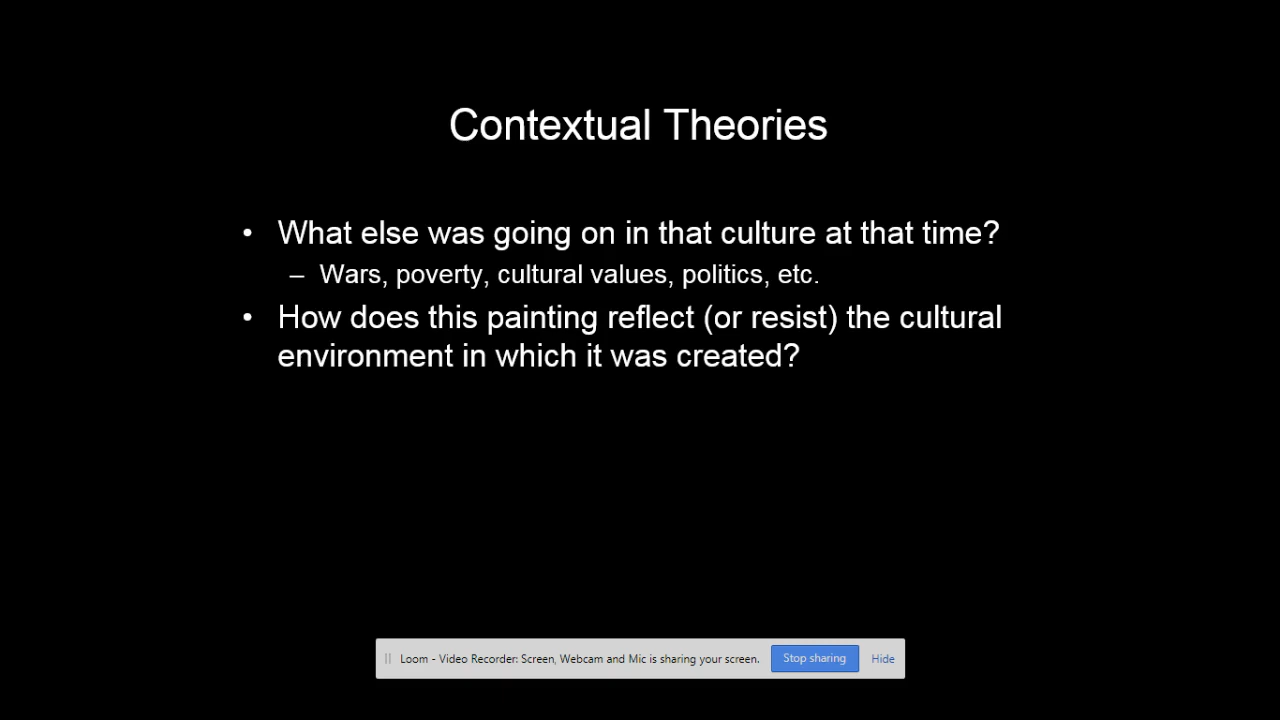 Contextual Theories
• What else was going on in that culture at that time?
– Wars, poverty, cultural values, politics, etc.
• How does this painting reflect (or resist) the cultural
environment in which it was created?
Loom - Video Recorder: Screen, Webcam and Mic is sharing your screen. Stop sharing Hide